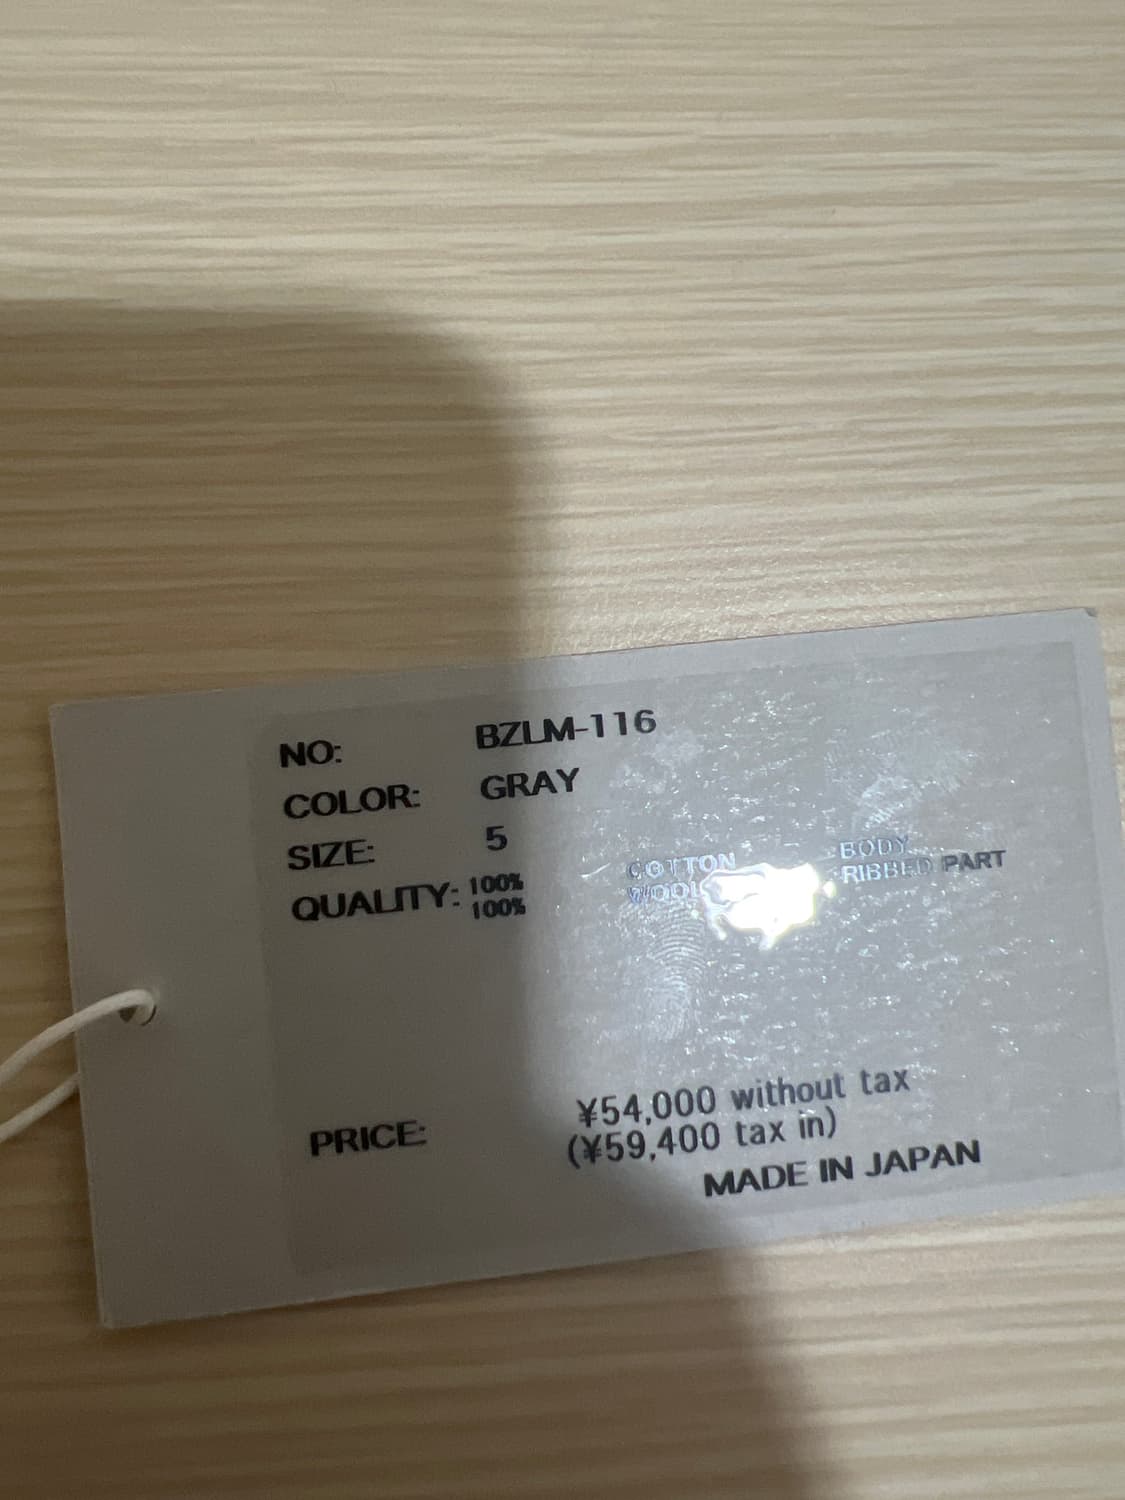 NO: BZLM-116
COLOR: GRAY
SIZE: 5
QUALITY: 100% COTTON BODY
100% WOOL RIBBED PART
PRICE: ¥54,000 without tax
(¥59,400 tax in)
MADE IN JAPAN